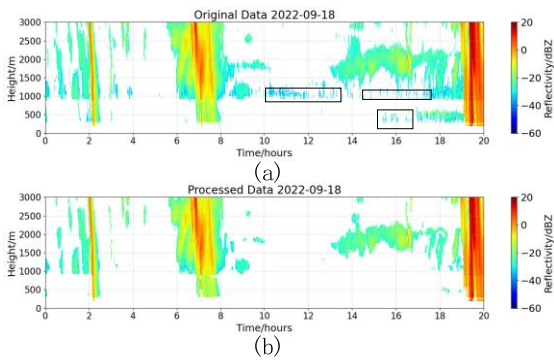 Original Data 2022-09-18
Height/m
3000
2500
2000
1500
1000
500
0
0 2 4 6 8 10 12 14 16 18 20
Time/hours
20
0
−20
−40
−60
Reflectivity/dBZ
(a)
Processed Data 2022-09-18
Height/m
3000
2500
2000
1500
1000
500
0
0 2 4 6 8 10 12 14 16 18 20
Time/hours
20
0
−20
−40
−60
Reflectivity/dBZ
(b)